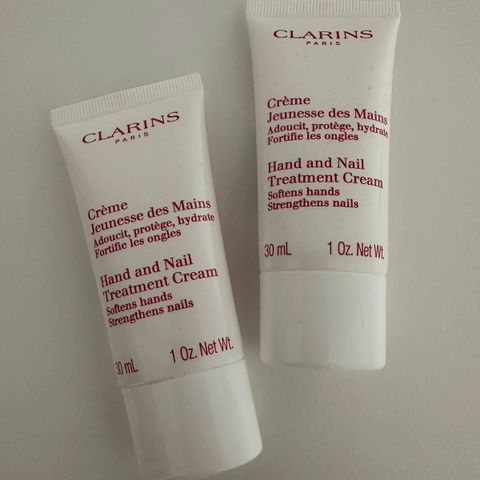 CLARINS
PARIS
Crème
Jeunesse des Mains
Adoucit, protège, hydrate
Fortifie les ongles
Hand and Nail
Treatment Cream
Softens hands
Strengthens nails
30 mL 1 Oz. Net Wt.
CLARINS
PARIS
Crème
Jeunesse des Mains
Adoucit, protège, hydrate
Fortifie les ongles
Hand and Nail
Treatment Cream
Softens hands
Strengthens nails
30 mL 1 Oz. Net Wt.